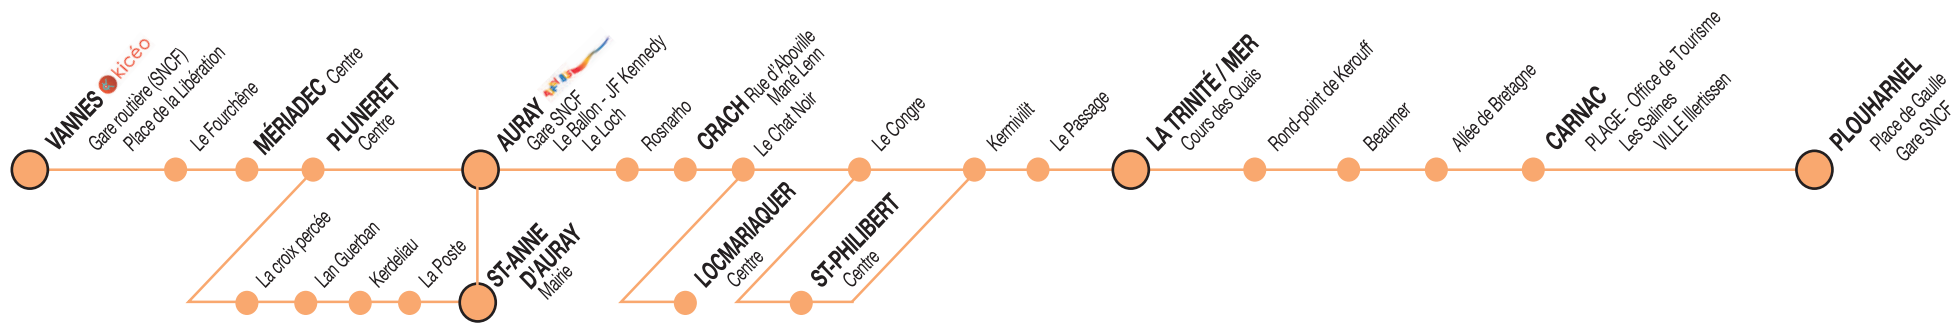 VANNES kicéo
Gare routière (SNCF)
Place de la Libération
Le Fourchêne
MÉRIADEC Centre
PLUNERET
Centre
AURAY
Gare SNCF
Le Ballon - JF Kennedy
Le Loch
Rosnarho
CRACH Rue d'Aboville
Mané Lenn
Le Chat Noir
Le Congre
Kermivilit
Le Passage
LA TRINITÉ / MER
Cours des Quais
Rond-point de Kerouff
Beaumer
Allée de Bretagne
CARNAC
PLAGE - Office de Tourisme
Les Salines
VILLE Illertissen
PLOUHARNEL
Place de Gaulle
Gare SNCF
La croix percée
Lan Guerban
Kerdeliau
La Poste
ST-ANNE
D'AURAY
Mairie
LOCMARIAQUER
Centre
ST-PHILIBERT
Centre